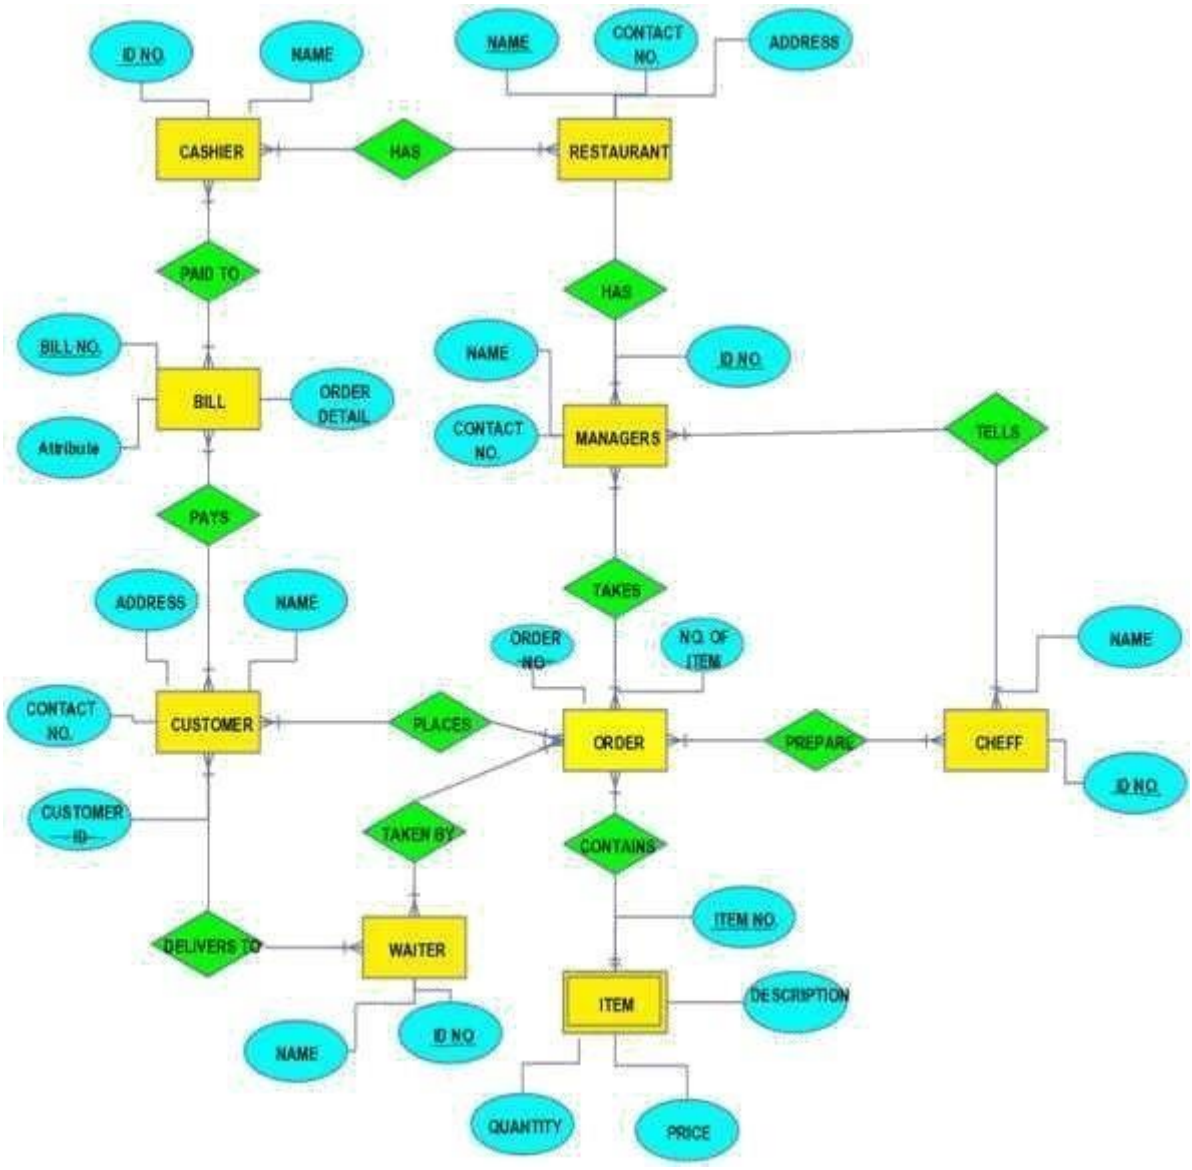 ID NO.
NAME
NAME
CONTACT
NO.
ADDRESS
CASHIER
HAS
RESTAURANT
PAID TO
HAS
BILL NO.
NAME
ID NO.
BILL
ORDER
DETAIL
Attribute
CONTACT
NO.
MANAGERS
TELLS
PAYS
ADDRESS
NAME
TAKES
ORDER
NO
NO. OF
ITEM
NAME
CONTACT
NO.
CUSTOMER
PLACES
ORDER
PREPARE
CHEFF
ID NO.
CUSTOMER
ID
TAKEN BY
CONTAINS
ITEM NO.
DELIVERS TO
WAITER
DESCRIPTION
ITEM
NAME
ID NO
QUANTITY
PRICE